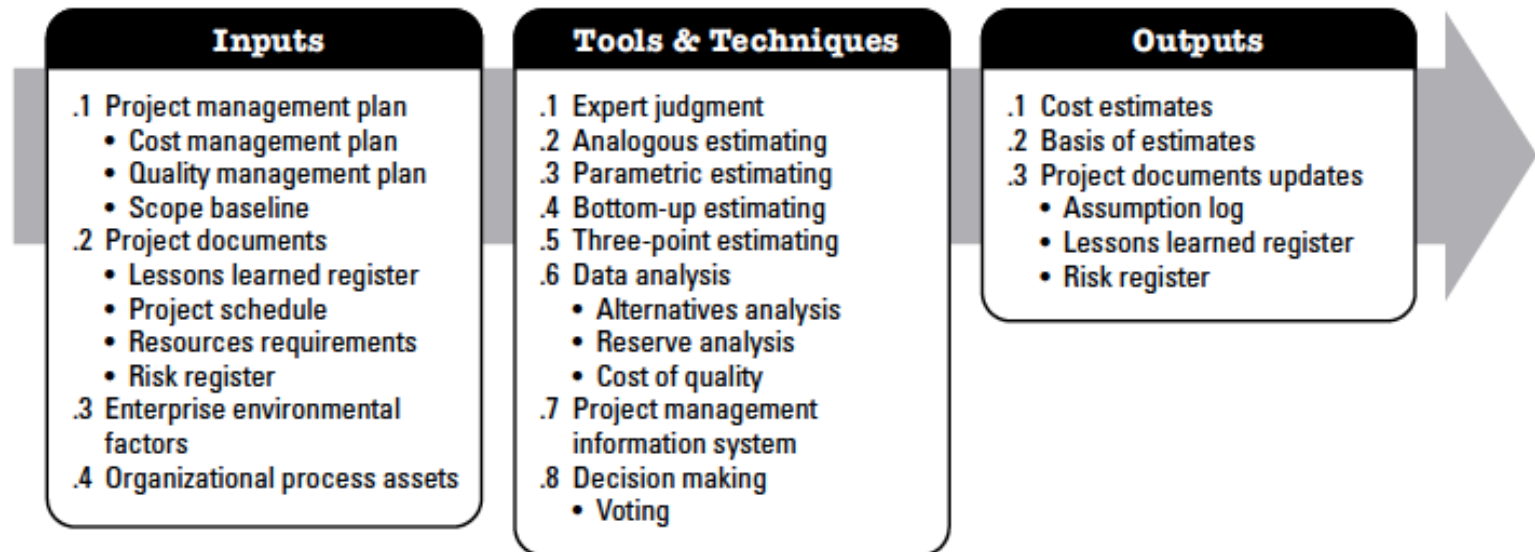 Inputs
.1 Project management plan
• Cost management plan
• Quality management plan
• Scope baseline
.2 Project documents
• Lessons learned register
• Project schedule
• Resources requirements
• Risk register
.3 Enterprise environmental
factors
.4 Organizational process assets
Tools & Techniques
.1 Expert judgment
.2 Analogous estimating
.3 Parametric estimating
.4 Bottom-up estimating
.5 Three-point estimating
.6 Data analysis
• Alternatives analysis
• Reserve analysis
• Cost of quality
.7 Project management
information system
.8 Decision making
• Voting
Outputs
.1 Cost estimates
.2 Basis of estimates
.3 Project documents updates
• Assumption log
• Lessons learned register
• Risk register